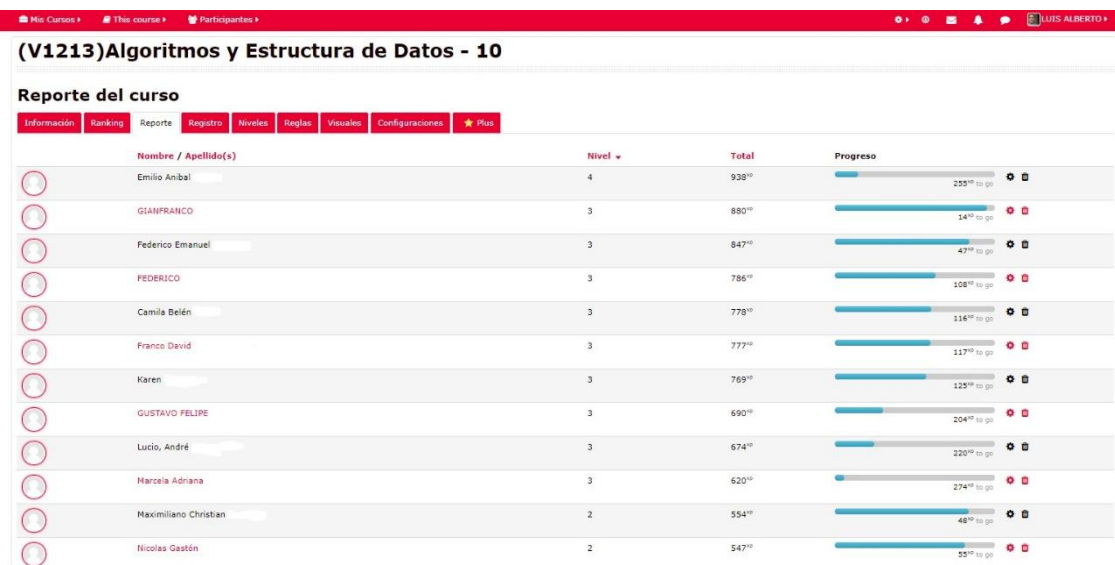 Mis Cursos This course Participantes LUIS ALBERTO
(V1213)Algoritmos y Estructura de Datos - 10
Reporte del curso
Información Ranking Reporte Registro Niveles Reglas Visuales Configuraciones Plus
Nombre / Apellido(s) Nivel Total Progreso
Emilio Anibal 4 938xp 255xp to go
GIANFRANCO 3 880xp 14xp to go
Federico Emanuel 3 847xp 47xp to go
FEDERICO 3 786xp 108xp to go
Camila Belén 3 778xp 116xp to go
Franco David 3 777xp 117xp to go
Karen 3 769xp 125xp to go
GUSTAVO FELIPE 3 690xp 204xp to go
Lucio, André 3 674xp 220xp to go
Marcela Adriana 3 620xp 274xp to go
Maximiliano Christian 2 554xp 48xp to go
Nicolas Gastón 2 547xp 55xp to go